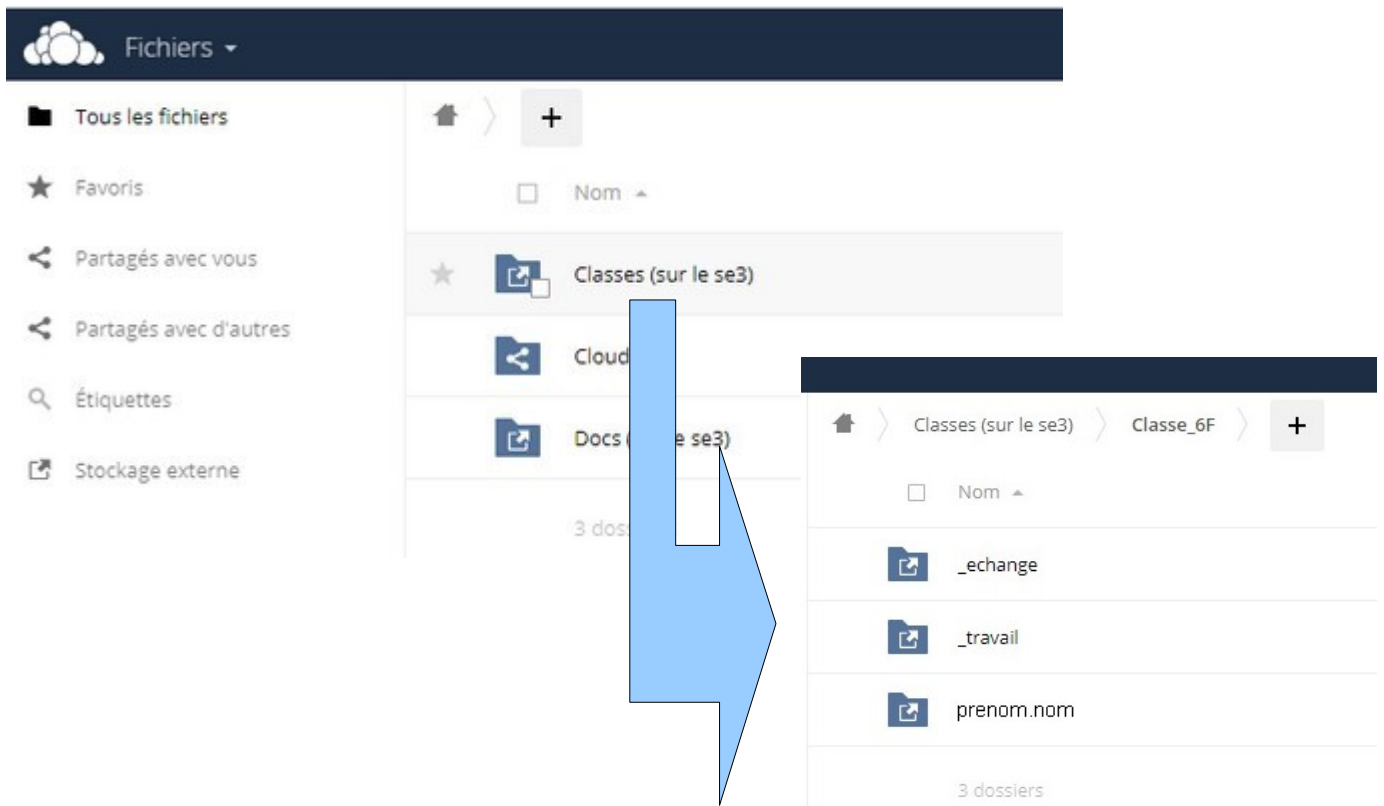 Fichiers
Tous les fichiers
Favoris
Partagés avec vous
Partagés avec d'autres
Étiquettes
Stockage externe
+
Nom
Classes (sur le se3)
Cloud
Docs ( e se3)
3
Classes (sur le se3) Classe_6F +
Nom
_echange
_travail
prenom.nom
3 dossiers